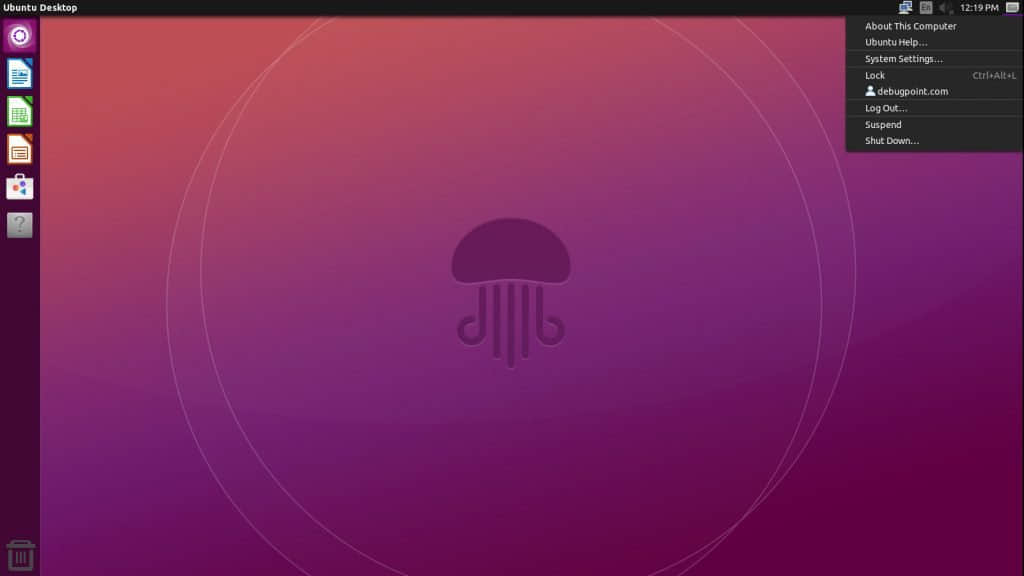 Ubuntu Desktop
En
12:19 PM
About This Computer
Ubuntu Help...
System Settings...
Lock Ctrl+Alt+L
debugpoint.com
Log Out...
Suspend
Shut Down...
?